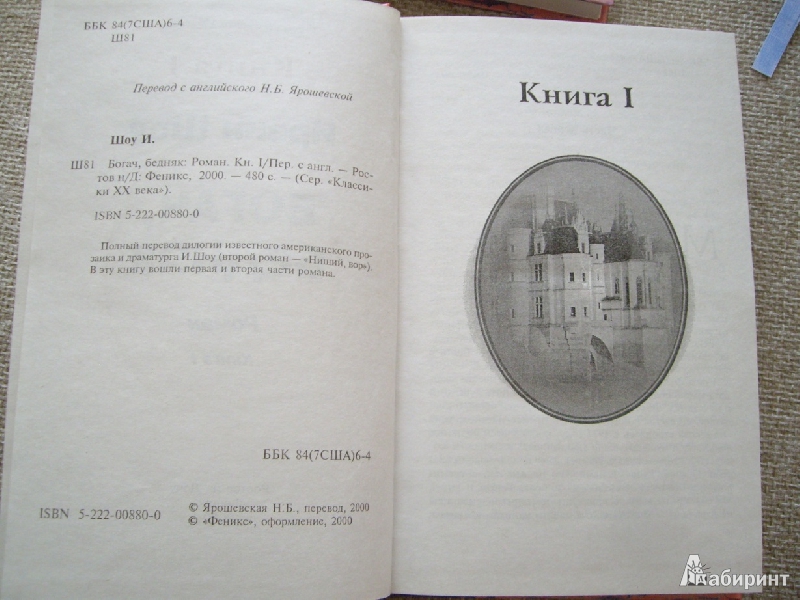 ББК 84(7США)6-4
Ш81
Перевод с английского Н.Б. Ярошевской
Шоу И.
Ш81 Богач, бедняк: Роман. Кн. I/Пер. с англ. — Рос-
тов н/Д: Феникс, 2000. — 480 с. — (Сер. «Класси-
ки XX века»).
ISBN 5-222-00880-0
Полный перевод дилогии известного американского про-
заика и драматурга И.Шоу (второй роман — «Нищий, вор»).
В эту книгу вошли первая и вторая части романа.
ББК 84(7США)6-4
ISBN 5-222-00880-0
© Ярошевская Н.Б., перевод, 2000
© «Феникс», оформление, 2000
Книга I
Лабиринт